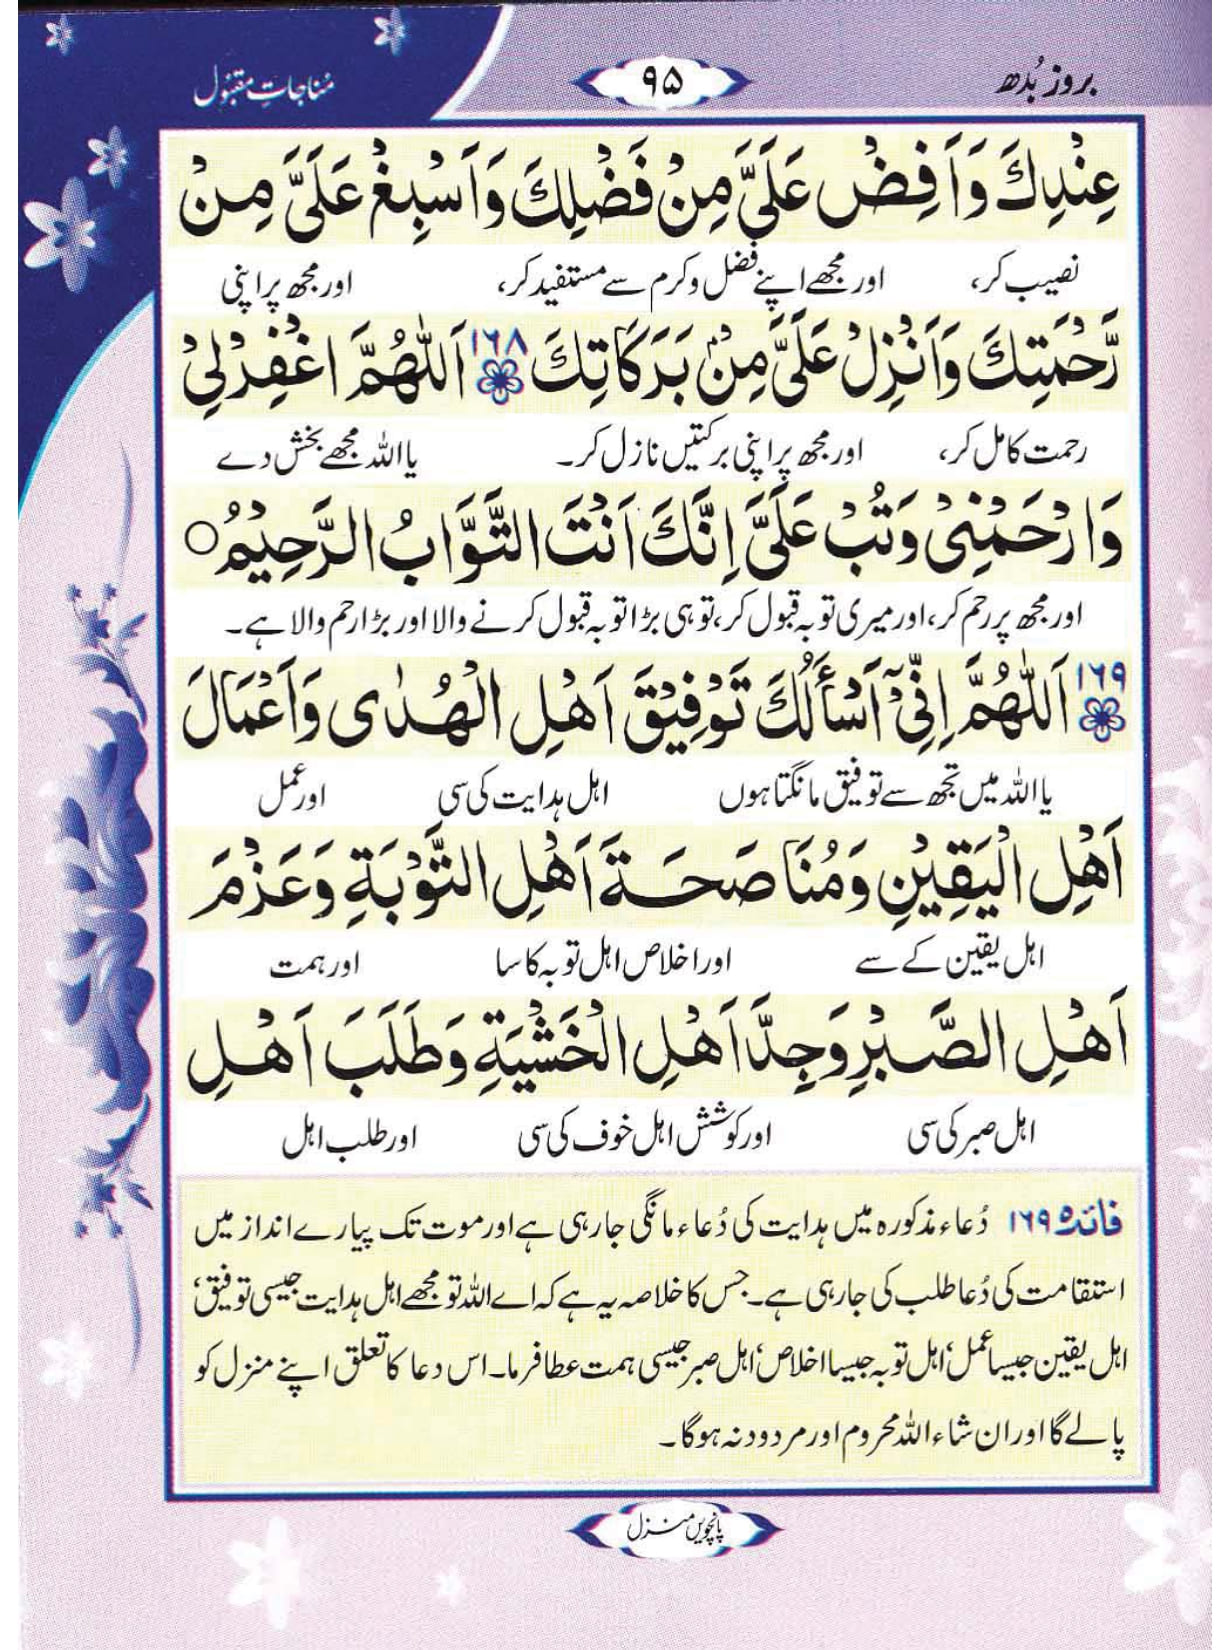 بروز بُدھ
۹۵
مُناجاتِ مقبُول
عِنْدِكَ وَاَفِضْ عَلَیَّ مِنْ فَضْلِكَ وَاَسْبِغْ عَلَیَّ مِنْ
نصیب کر، اور مجھے اپنے فضل و کرم سے مستفید کر، اور مجھ پر اپنی
رَّحْمَتِكَ وَاَنْزِلْ عَلَیَّ مِنْۢ بَرَكَاتِكَ ۱۶۸ اَللّٰهُمَّ اغْفِرْلِیْ
رحمت کامل کر، اور مجھ پر اپنی برکتیں نازل کر۔ یا اللہ مجھے بخش دے
وَارْحَمْنِیْ وَتُبْ عَلَیَّ اِنَّكَ اَنْتَ التَّوَّابُ الرَّحِیْمُ○
اور مجھ پر رحم کر، اور میری توبہ قبول کر، تو ہی بڑا توبہ قبول کرنے والا اور بڑا رحم والا ہے۔
۱۶۹ اَللّٰهُمَّ اِنِّیْٓ اَسْأَلُكَ تَوْفِیْقَ اَهْلِ الْهُدٰی وَاَعْمَالَ
یا اللہ میں تجھ سے توفیق مانگتا ہوں اہل ہدایت کی سی اور عمل
اَهْلِ الْیَقِیْنِ وَمُنَاصَحَةَ اَهْلِ التَّوْبَةِ وَعَزْمَ
اہل یقین کے سے اور اخلاص اہل توبہ کا سا اور ہمت
اَهْلِ الصَّبْرِ وَجِدَّ اَهْلِ الْخَشْیَةِ وَطَلَبَ اَهْلِ
اہل صبر کی سی اور کوشش اہل خوف کی سی اور طلب اہل
فائدہ ۱۶۹ دُعاء مذکورہ میں ہدایت کی دُعاء مانگی جارہی ہے اور موت تک پیارے انداز میں
استقامت کی دُعا طلب کی جارہی ہے۔ جس کا خلاصہ یہ ہے کہ اے اللہ تو مجھے اہل ہدایت جیسی توفیق،
اہل یقین جیسا عمل، اہل توبہ جیسا اخلاص، اہل صبر جیسی ہمت عطا فرما۔ اس دعا کا تعلق اپنے منزل کو
پالے گا اور ان شاء اللہ محروم اور مردود نہ ہوگا۔
پانچویں منزل